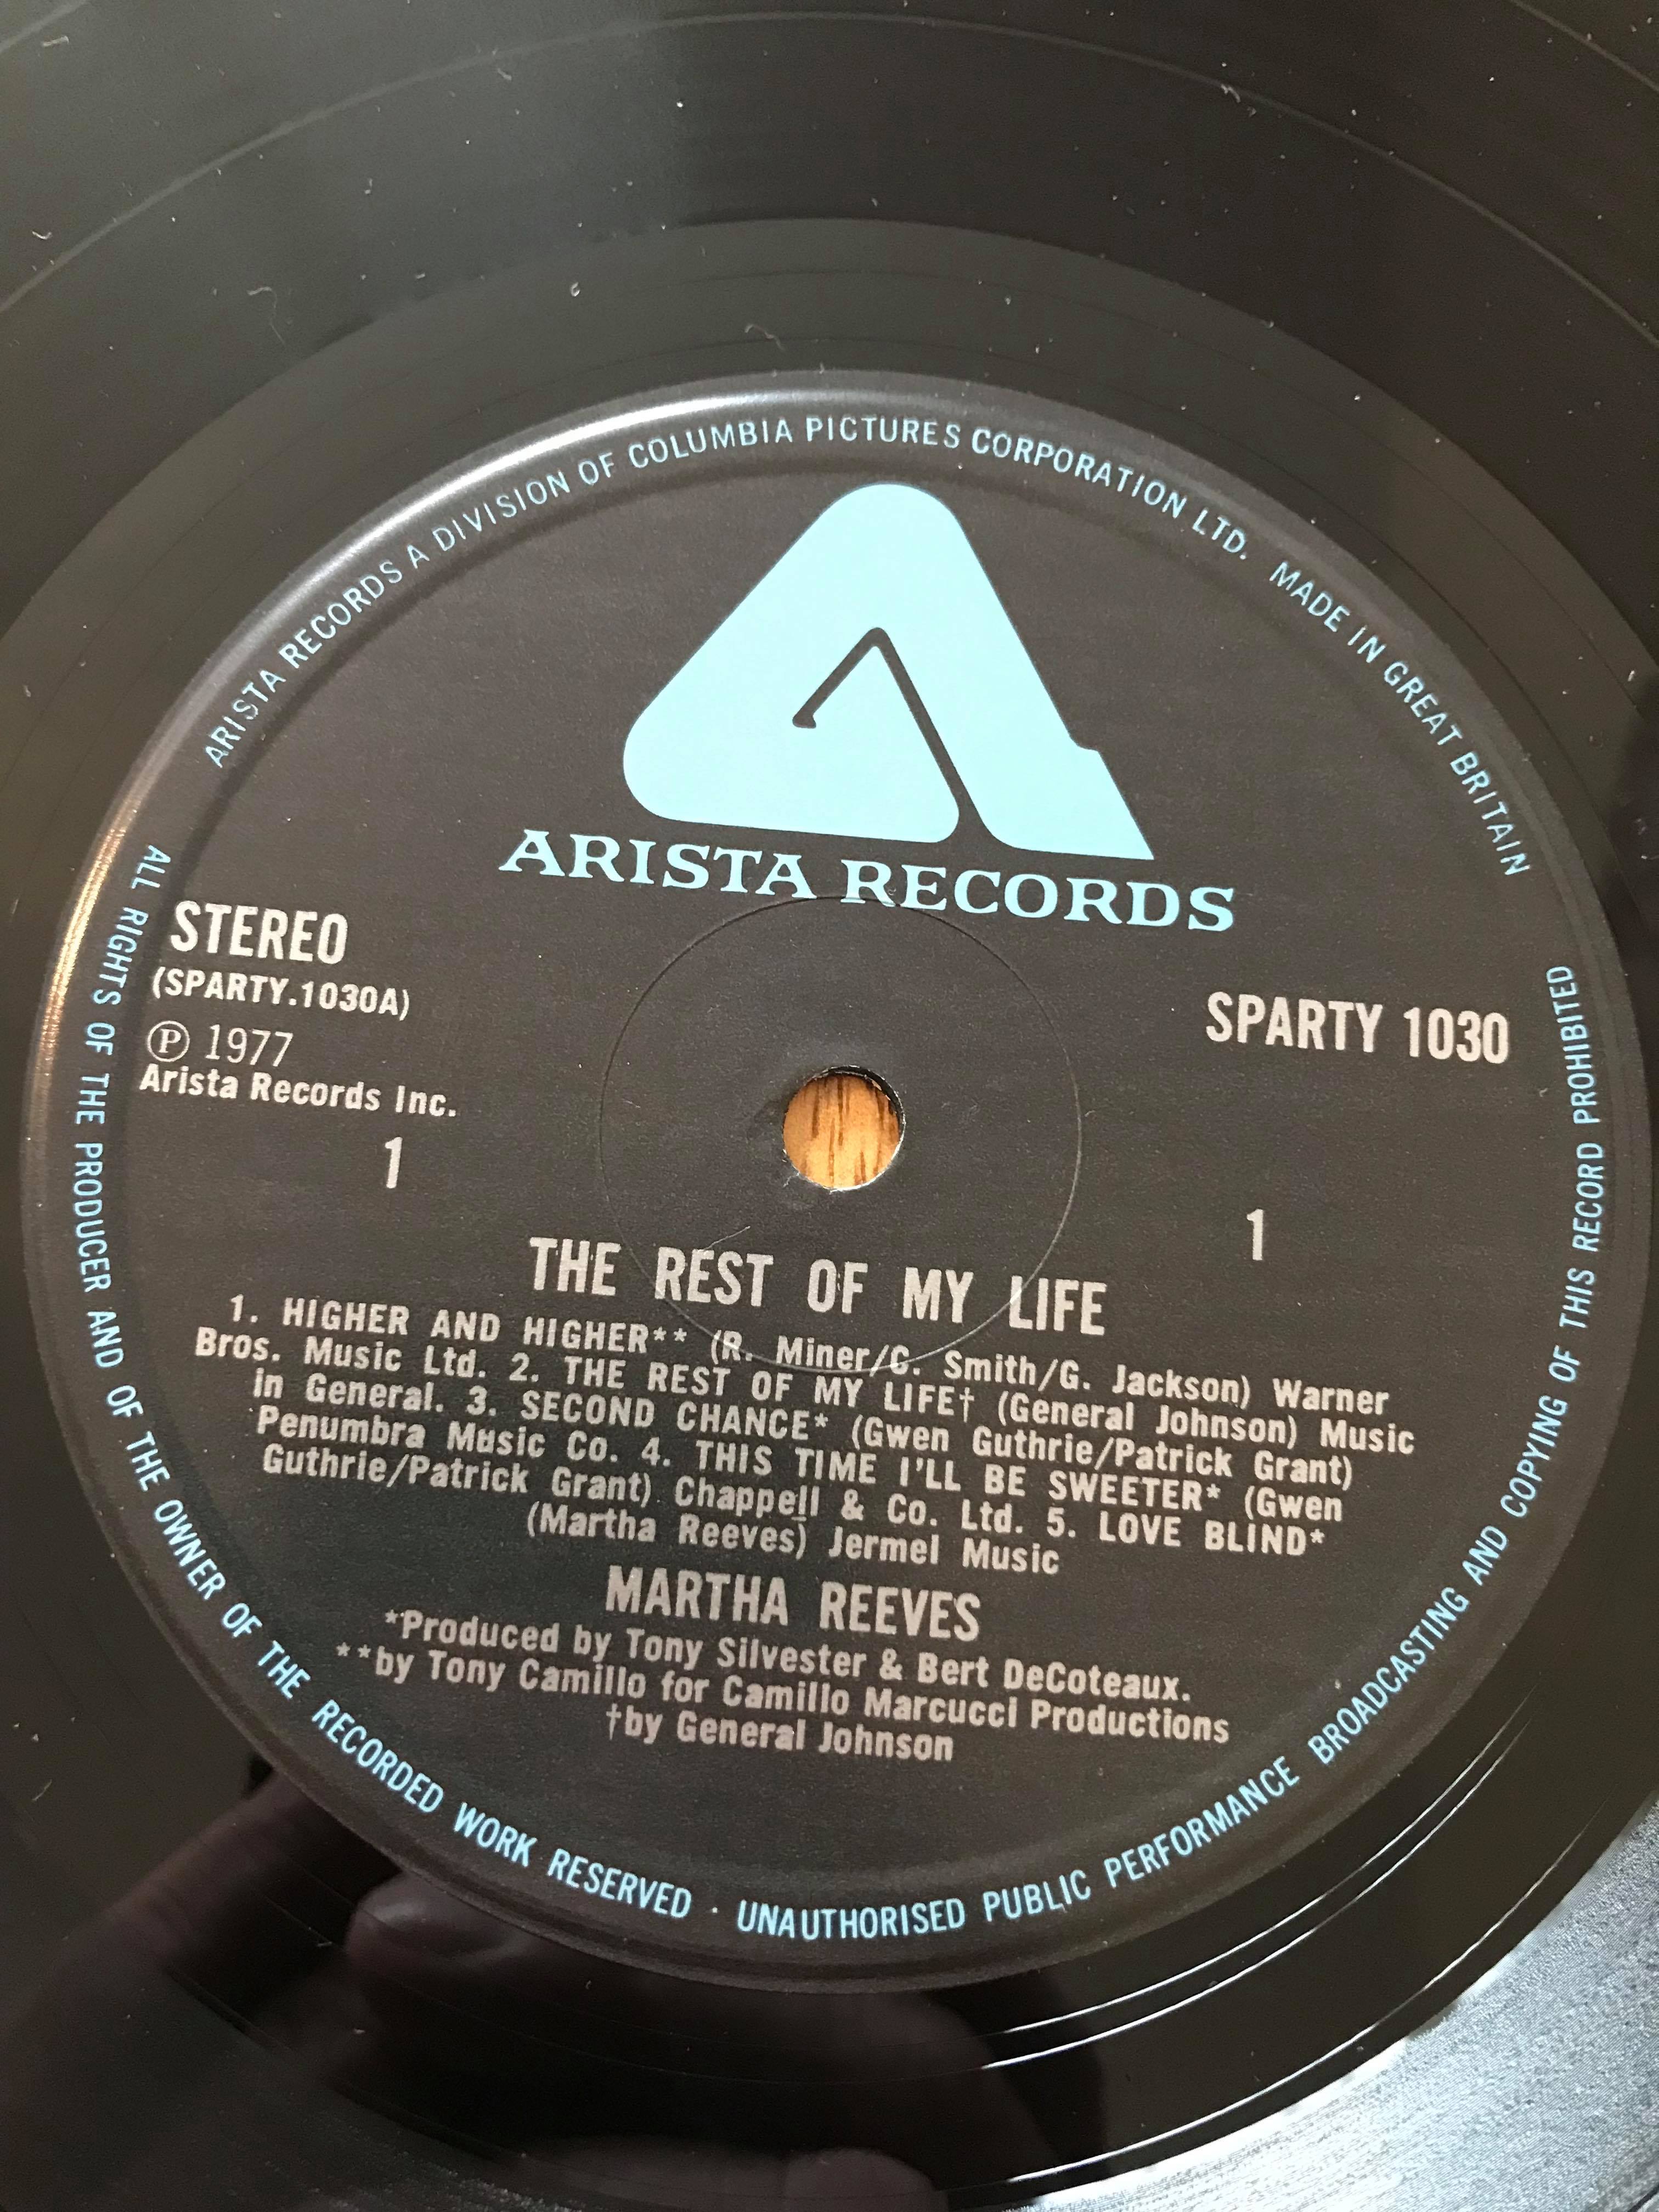 ARISTA RECORDS A DIVISION OF COLUMBIA PICTURES CORPORATION LTD. MADE IN GREAT BRITAIN
ARISTA RECORDS
STEREO
(SPARTY.1030A)
Ⓟ 1977
Arista Records Inc.
SPARTY 1030
1
1
THE REST OF MY LIFE
1. HIGHER AND HIGHER** (R. Miner/C. Smith/G. Jackson) Warner
Bros. Music Ltd. 2. THE REST OF MY LIFE† (General Johnson) Music
in General. 3. SECOND CHANCE* (Gwen Guthrie/Patrick Grant)
Penumbra Music Co. 4. THIS TIME I'LL BE SWEETER* (Gwen
Guthrie/Patrick Grant) Chappell & Co. Ltd. 5. LOVE BLIND*
(Martha Reeves) Jermel Music
MARTHA REEVES
*Produced by Tony Silvester & Bert DeCoteaux.
**by Tony Camillo for Camillo Marcucci Productions
†by General Johnson
ALL RIGHTS OF THE PRODUCER AND OF THE OWNER OF THE RECORDED WORK RESERVED · UNAUTHORISED PUBLIC PERFORMANCE BROADCASTING AND COPYING OF THIS RECORD PROHIBITED